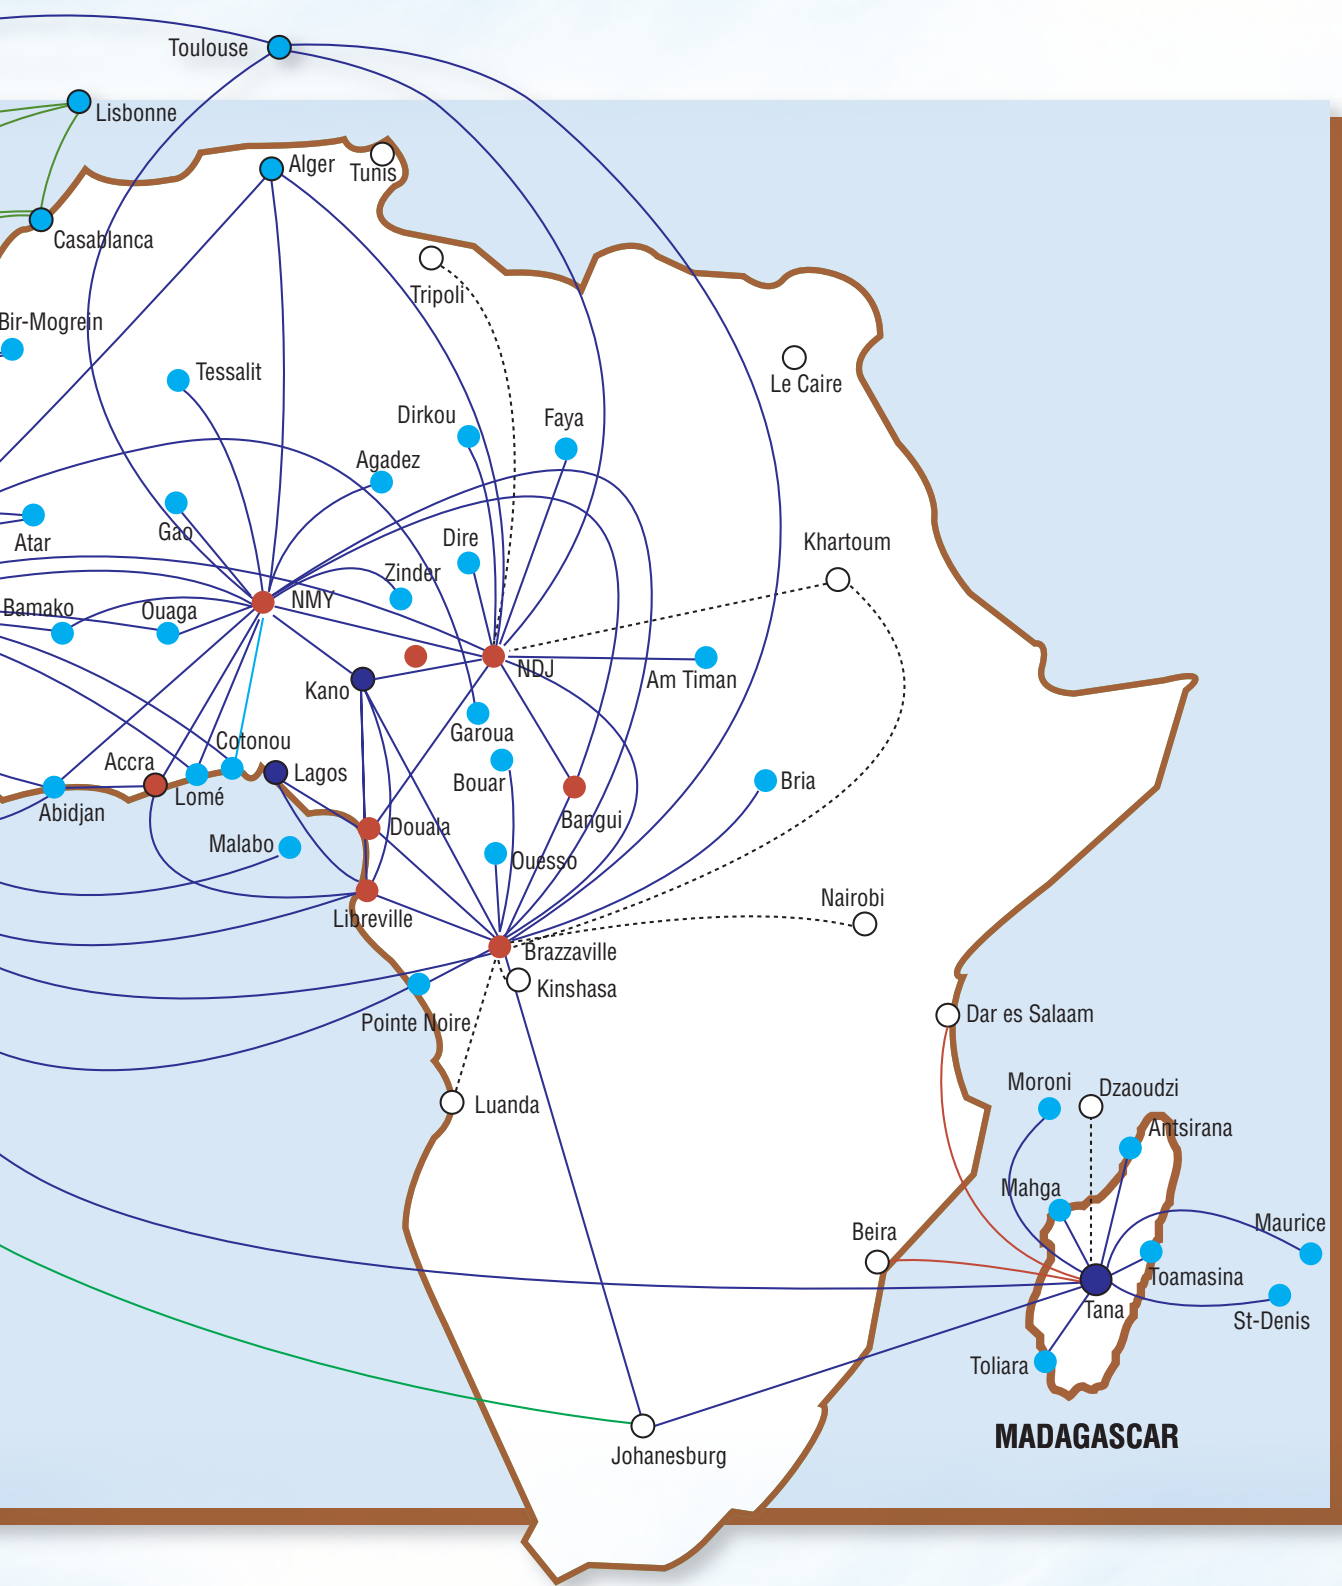 Toulouse
Lisbonne
Alger
Tunis
Casablanca
Tripoli
Bir-Mogrein
Le Caire
Tessalit
Dirkou
Faya
Agadez
Gao
Atar
Dire
Khartoum
Zinder
NMY
Bamako
Ouaga
NDJ
Am Timan
Kano
Garoua
Cotonou
Accra
Lagos
Bouar
Bria
Lomé
Abidjan
Douala
Bangui
Malabo
Ouesso
Libreville
Nairobi
Brazzaville
Kinshasa
Pointe Noire
Dar es Salaam
Moroni
Dzaoudzi
Luanda
Antsirana
Mahga
Maurice
Beira
Toamasina
Tana
St-Denis
Toliara
MADAGASCAR
Johanesburg